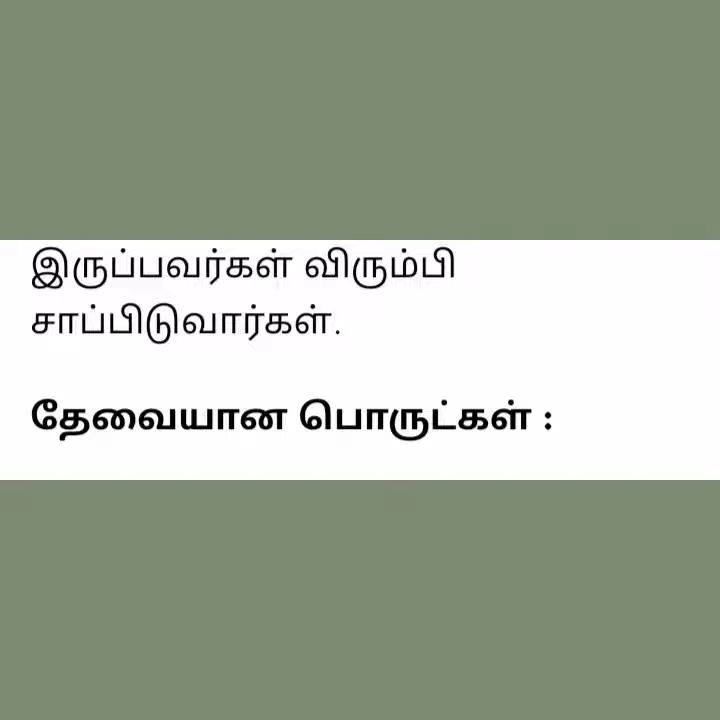 இருப்பவர்கள் விரும்பி
சாப்பிடுவார்கள்.
தேவையான பொருட்கள் :